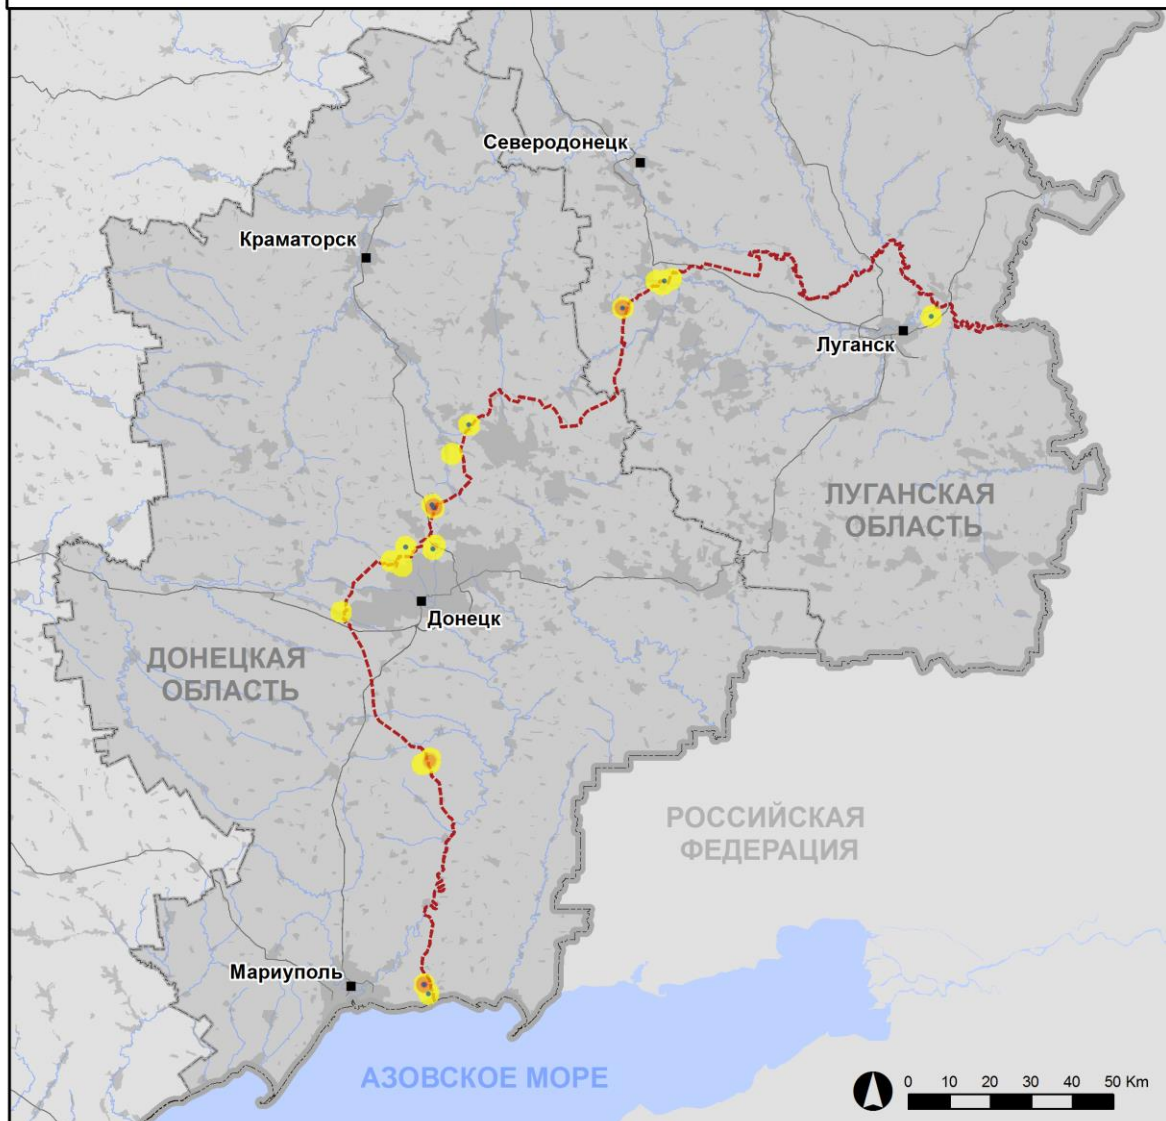 Северодонецк
Краматорск
Луганск
ЛУГАНСКАЯ
ОБЛАСТЬ
Донецк
ДОНЕЦКАЯ
ОБЛАСТЬ
РОССИЙСКАЯ
ФЕДЕРАЦИЯ
Мариуполь
АЗОВСКОЕ МОРЕ
0 10 20 30 40 50 Km